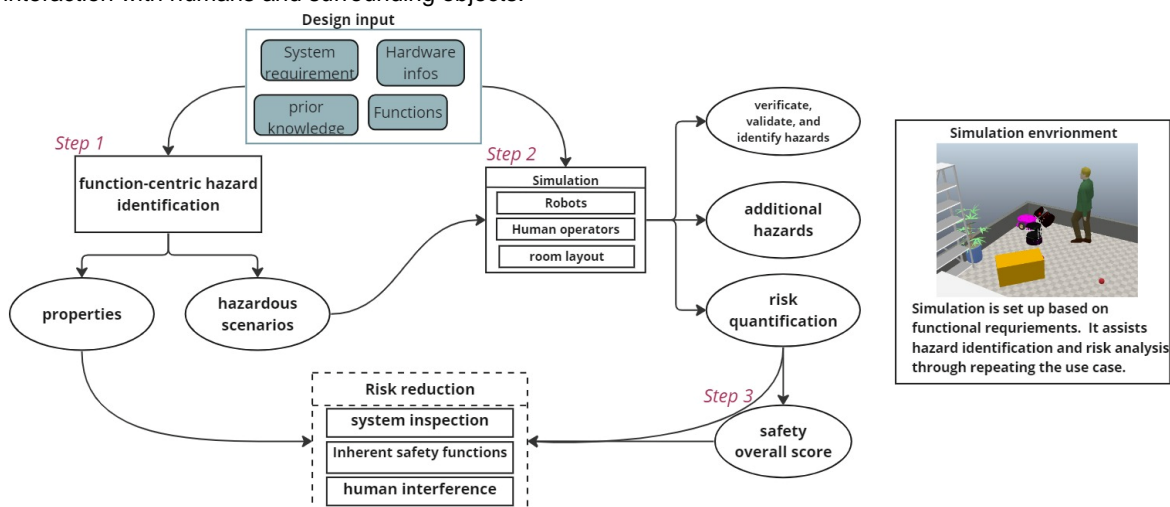 interaction with humans and surrounding objects.
Design input
System
requirement
Hardware
infos
prior
knowledge
Functions
Step 1
function-centric hazard
identification
properties
hazardous
scenarios
Step 2
Simulation
Robots
Human operators
room layout
verificate,
validate, and
identify hazards
additional
hazards
risk
quantification
Step 3
safety
overall score
Risk reduction
system inspection
Inherent safety functions
human interference
Simulation envrionment
Simulation is set up based on
functional requriements. It assists
hazard identification and risk analysis
through repeating the use case.